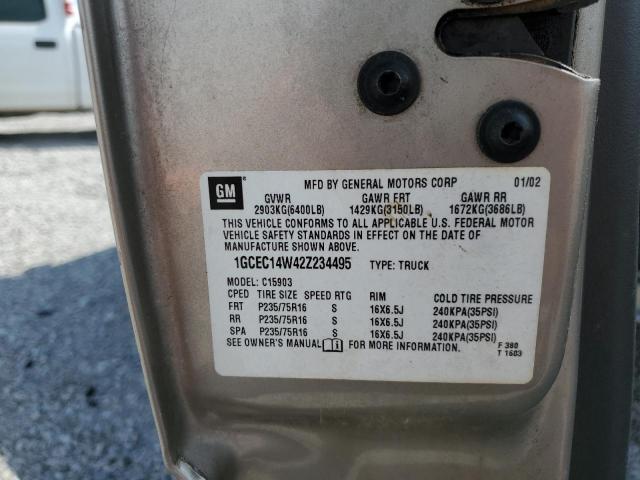 GM ® MFD BY GENERAL MOTORS CORP 01/02
GVWR GAWR FRT GAWR RR
2903KG(6400LB) 1429KG(3150LB) 1672KG(3686LB)
THIS VEHICLE CONFORMS TO ALL APPLICABLE U.S. FEDERAL MOTOR
VEHICLE SAFETY STANDARDS IN EFFECT ON THE DATE OF
MANUFACTURE SHOWN ABOVE.
1GCEC14W42Z234495 TYPE: TRUCK
MODEL: C15903
CPED TIRE SIZE SPEED RTG RIM COLD TIRE PRESSURE
FRT P235/75R16 S 16X6.5J 240KPA(35PSI)
RR P235/75R16 S 16X6.5J 240KPA(35PSI)
SPA P235/75R16 S 16X6.5J 240KPA(35PSI)
SEE OWNER'S MANUAL FOR MORE INFORMATION. F 380
T 1603